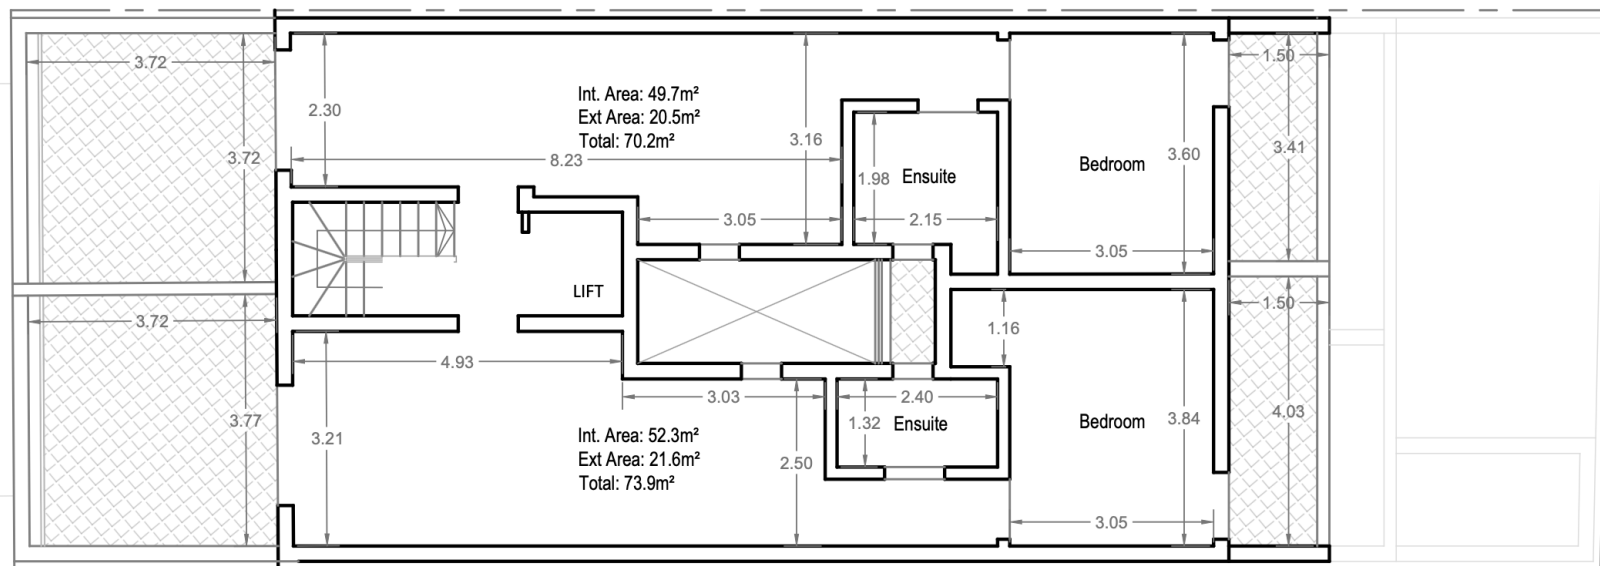 3.72
1.50
2.30
Int. Area: 49.7m²
Ext Area: 20.5m²
Total: 70.2m²
3.16
3.72
8.23
3.60
3.41
Bedroom
1.98
Ensuite
3.05
2.15
3.05
LIFT
3.72
1.50
1.16
4.93
3.03
2.40
3.77
3.21
1.32
Ensuite
Bedroom
3.84
4.03
Int. Area: 52.3m²
Ext Area: 21.6m²
Total: 73.9m²
2.50
3.05